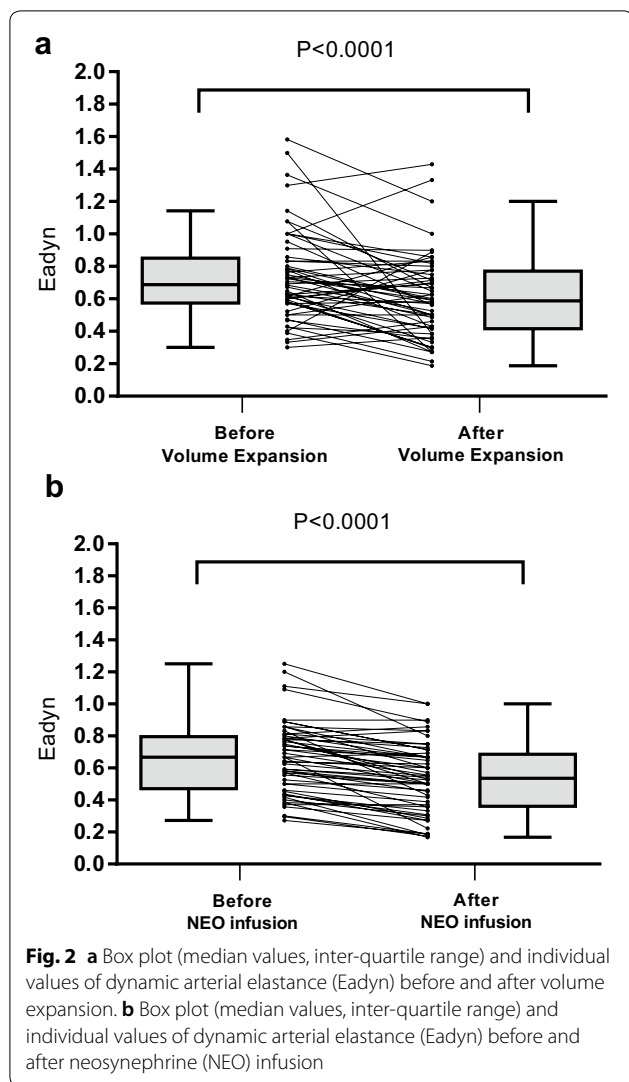 a
P<0.0001
2.0
1.8
1.6
1.4
1.2
1.0
0.8
0.6
0.4
0.2
0.0
Eadyn
Before
Volume Expansion
After
Volume Expansion
b
P<0.0001
2.0
1.8
1.6
1.4
1.2
1.0
0.8
0.6
0.4
0.2
0.0
Eadyn
Before
NEO infusion
After
NEO infusion
Fig. 2 a Box plot (median values, inter-quartile range) and individual
values of dynamic arterial elastance (Eadyn) before and after volume
expansion. b Box plot (median values, inter-quartile range) and
individual values of dynamic arterial elastance (Eadyn) before and
after neosynephrine (NEO) infusion